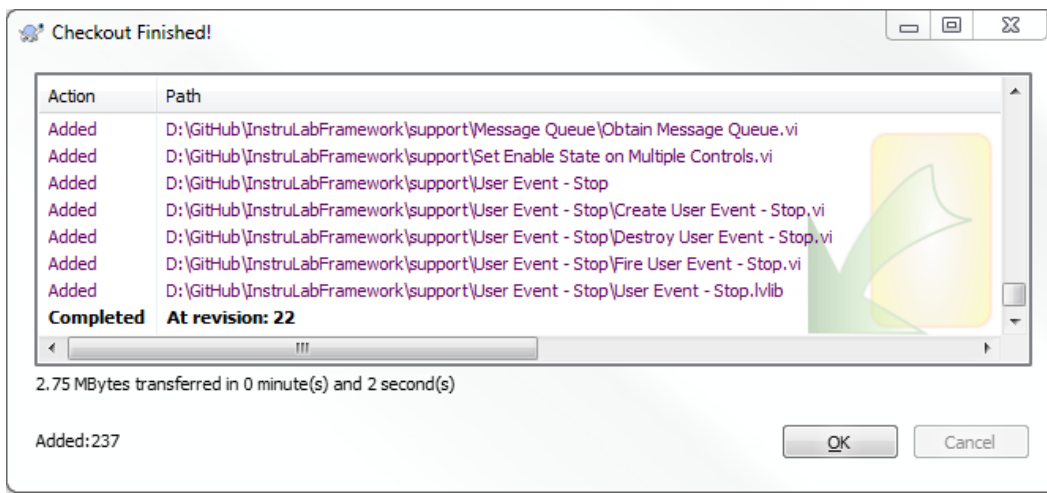 Checkout Finished!
Action Path
Added D:\GitHub\InstruLabFramework\support\Message Queue\Obtain Message Queue.vi
Added D:\GitHub\InstruLabFramework\support\Set Enable State on Multiple Controls.vi
Added D:\GitHub\InstruLabFramework\support\User Event - Stop
Added D:\GitHub\InstruLabFramework\support\User Event - Stop\Create User Event - Stop.vi
Added D:\GitHub\InstruLabFramework\support\User Event - Stop\Destroy User Event - Stop.vi
Added D:\GitHub\InstruLabFramework\support\User Event - Stop\Fire User Event - Stop.vi
Added D:\GitHub\InstruLabFramework\support\User Event - Stop\User Event - Stop.lvlib
Completed At revision: 22
2.75 MBytes transferred in 0 minute(s) and 2 second(s)
Added:237
OK Cancel